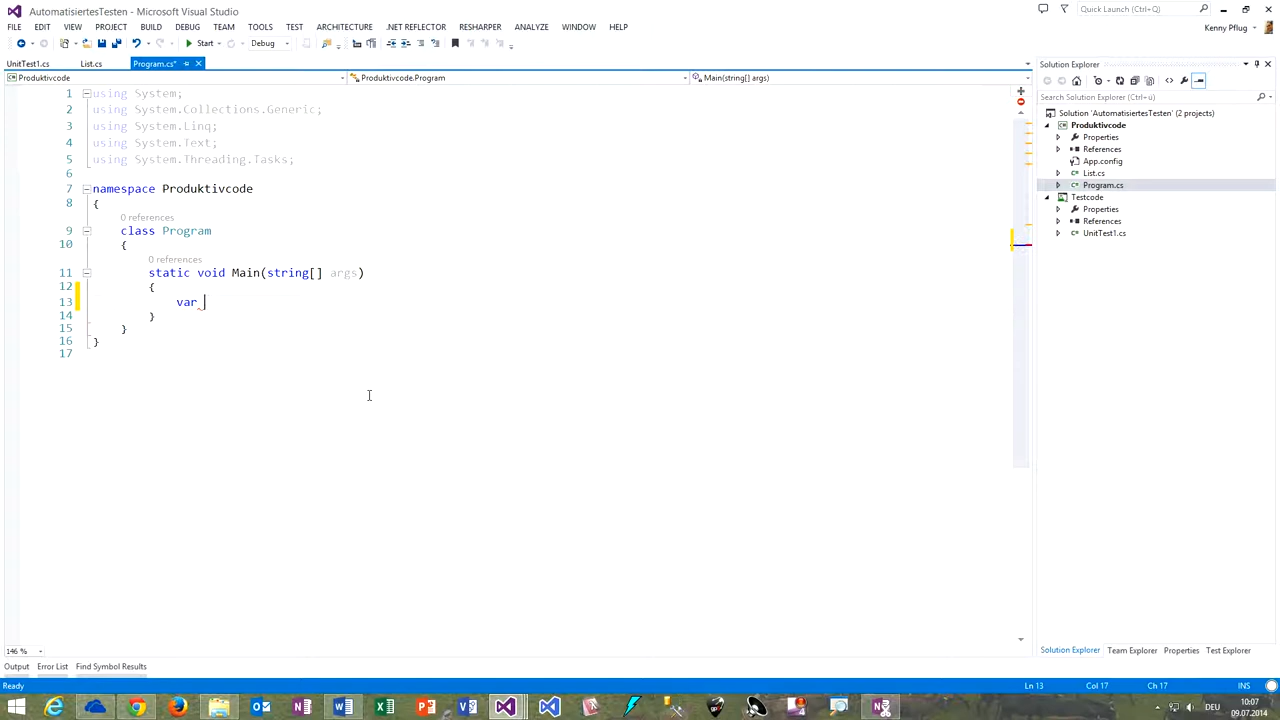 AutomatisiertesTesten - Microsoft Visual Studio
Quick Launch (Ctrl+Q)
FILE EDIT VIEW PROJECT BUILD DEBUG TEAM TOOLS TEST ARCHITECTURE .NET REFLECTOR RESHARPER ANALYZE WINDOW HELP
Kenny Pflug
Start Debug
UnitTest1.cs List.cs Program.cs*
Solution Explorer
Produktivcode Produktivcode.Program Main(string[] args)
Search Solution Explorer (Ctrl+ü)
Solution 'AutomatisiertesTesten' (2 projects)
Produktivcode
Properties
References
App.config
C# List.cs
C# Program.cs
Testcode
Properties
References
C# UnitTest1.cs
1 using System;
2 using System.Collections.Generic;
3 using System.Linq;
4 using System.Text;
5 using System.Threading.Tasks;
6
7 namespace Produktivcode
8 {
0 references
9 class Program
10 {
0 references
11 static void Main(string[] args)
12 {
13 var
14 }
15 }
16 }
17
146 %
Solution Explorer Team Explorer Properties Test Explorer
Output Error List Find Symbol Results
Ready Ln 13 Col 17 Ch 17 INS
4 DEU 10:07
09.07.2014